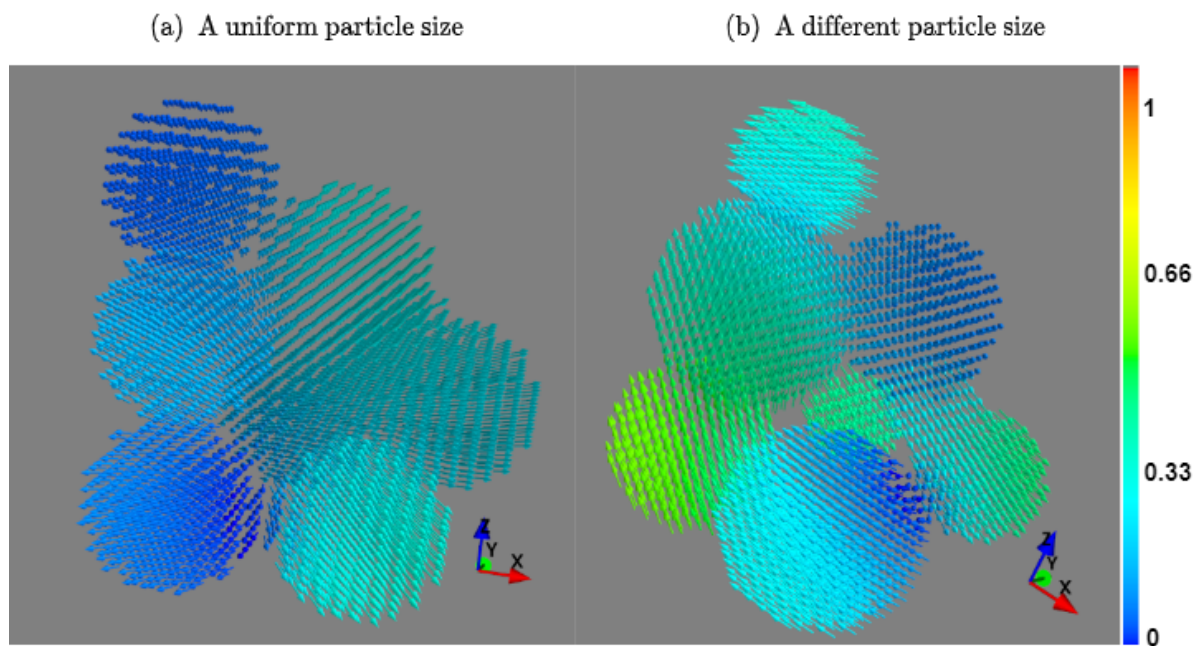 (a) A uniform particle size
(b) A different particle size
1
0.66
0.33
0
Z
Y
X
Z
Y
X